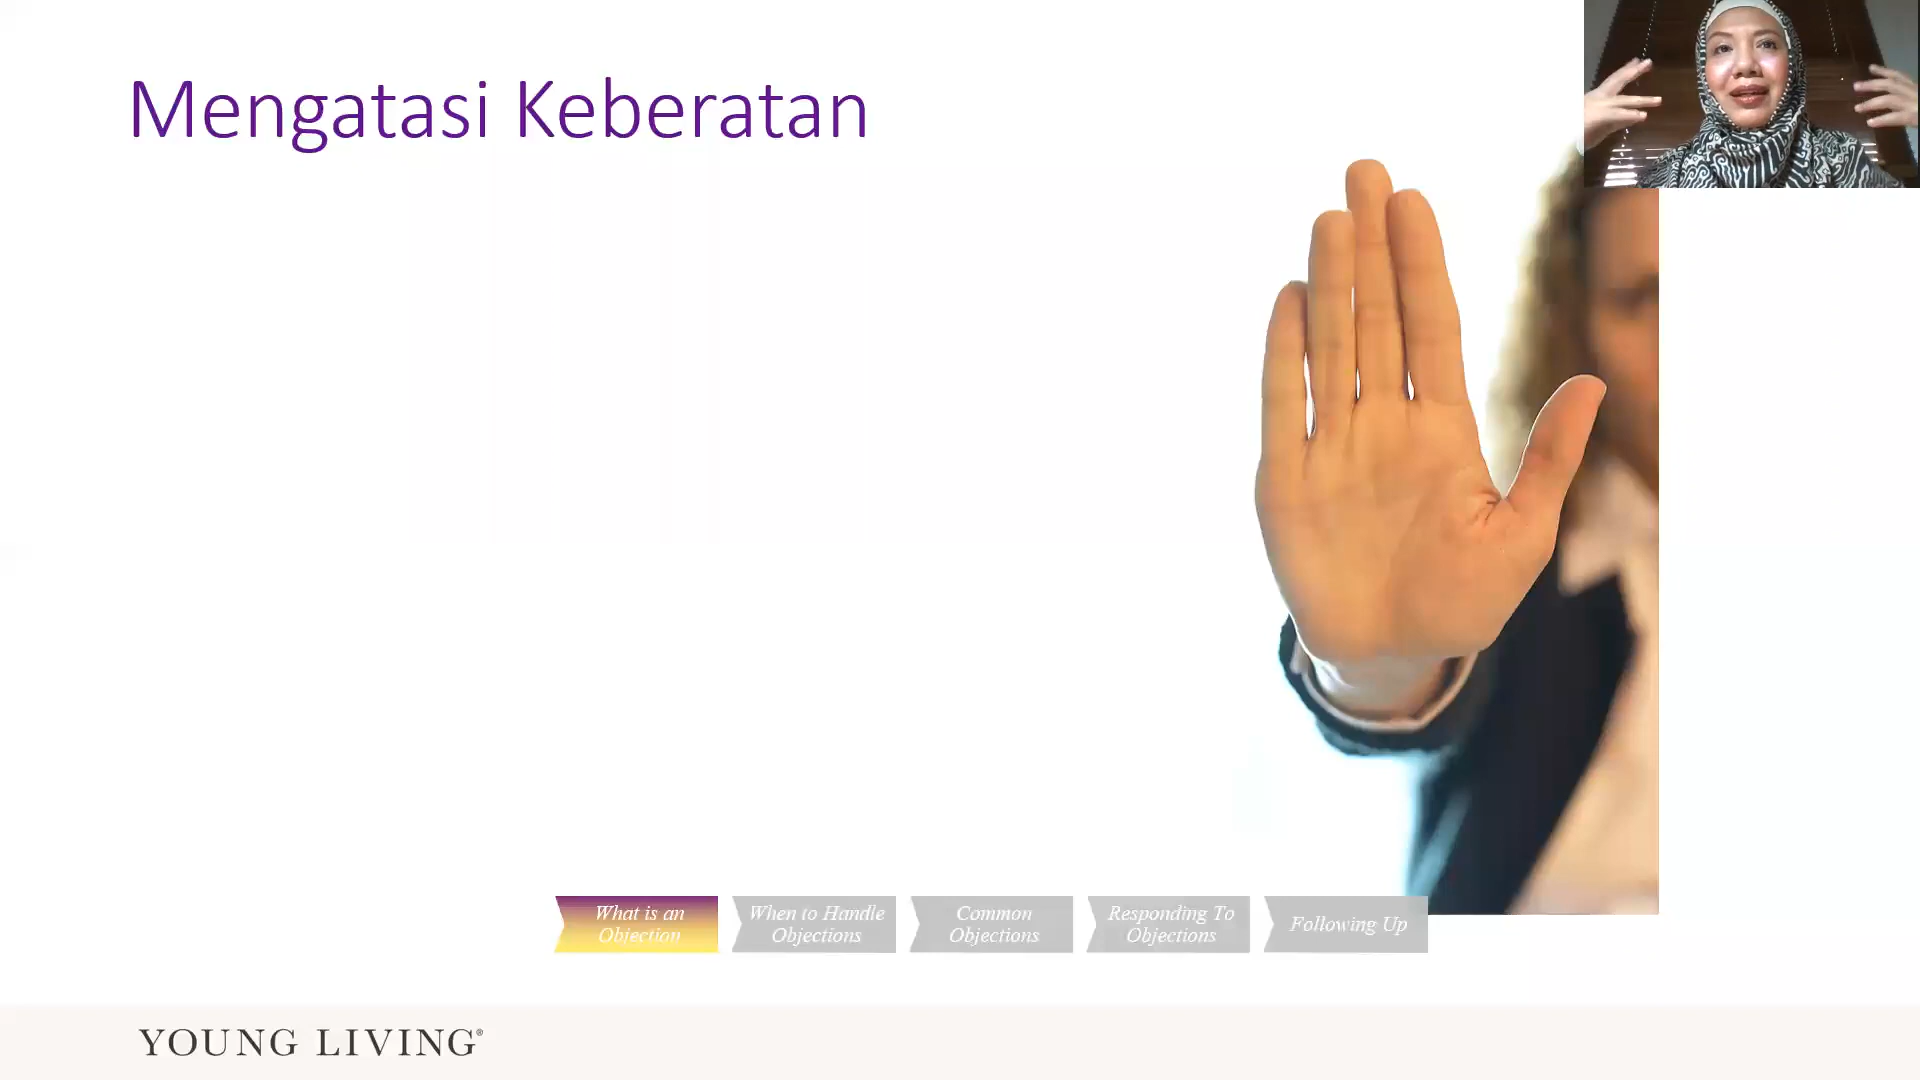 Mengatasi Keberatan
What is an
Objection
When to Handle
Objections
Common
Objections
Responding To
Objections
Following Up
YOUNG LIVING®